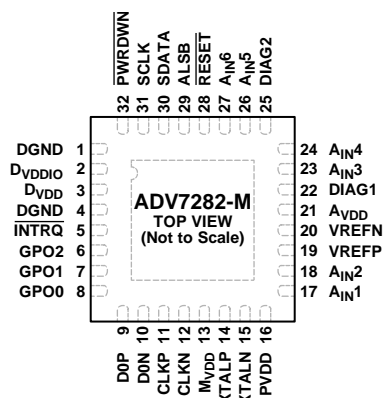 32 P̅W̅R̅D̅W̅N̅
31 SCLK
30 SDATA
29 ALSB
28 R̅E̅S̅E̅T̅
27 AIN6
26 AIN5
25 DIAG2
DGND 1
DVDDIO 2
DVDD 3
DGND 4
I̅N̅T̅R̅Q̅ 5
GPO2 6
GPO1 7
GPO0 8
ADV7282-M
TOP VIEW
(Not to Scale)
24 AIN4
23 AIN3
22 DIAG1
21 AVDD
20 VREFN
19 VREFP
18 AIN2
17 AIN1
D0P 9
D0N 10
CLKP 11
CLKN 12
MVDD 13
XTALP 14
XTALN 15
PVDD 16